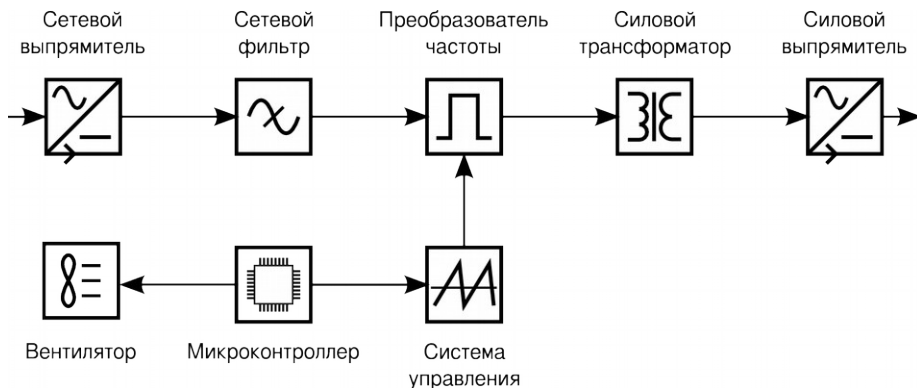 Сетевой
выпрямитель
Сетевой
фильтр
Преобразователь
частоты
Силовой
трансформатор
Силовой
выпрямитель
Вентилятор
Микроконтроллер
Система
управления